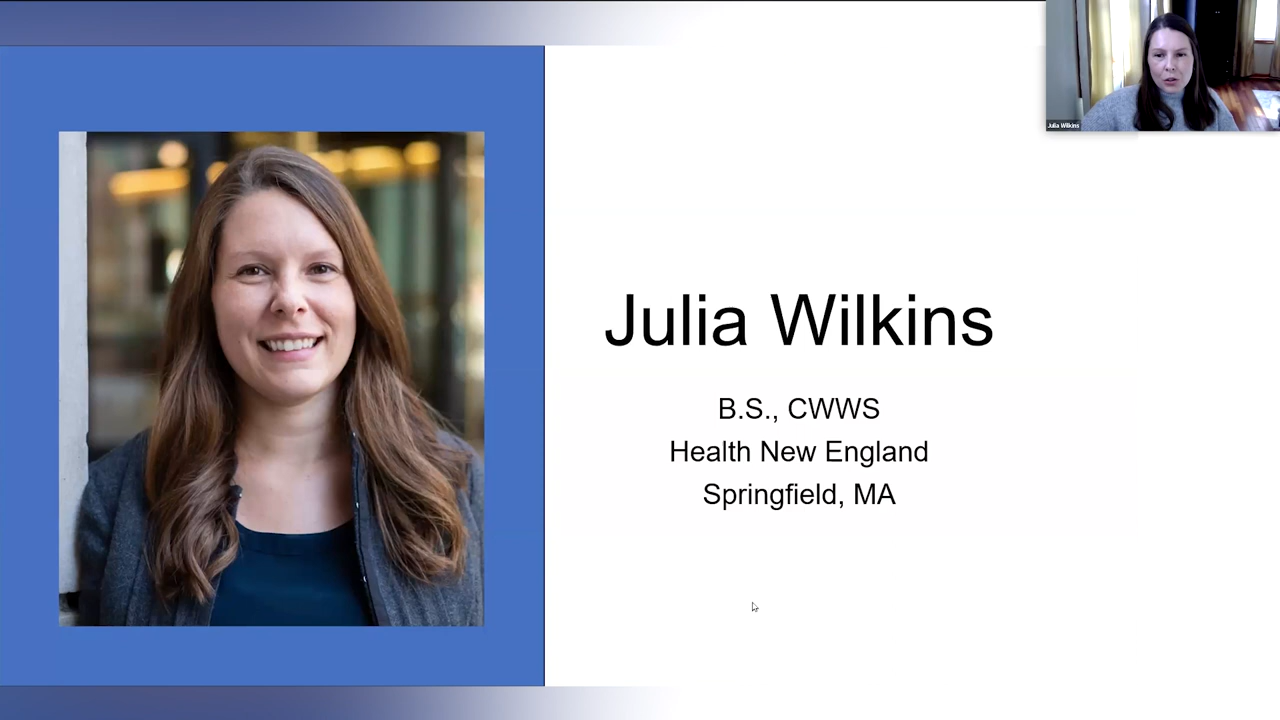 Julia Wilkins
Julia Wilkins
B.S., CWWS
Health New England
Springfield, MA